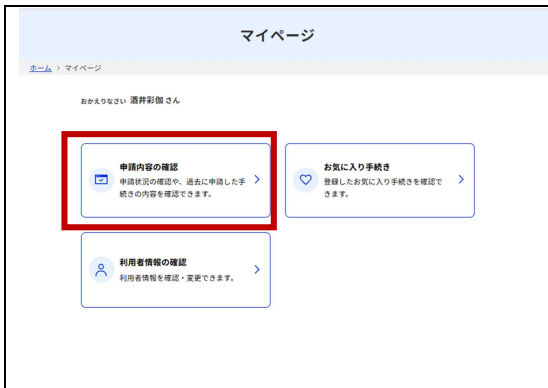 マイページ
ホーム > マイページ
おかえりなさい 酒井彩伽 さん
申請内容の確認
申請状況の確認や、過去に申請した手
続きの内容を確認できます。
お気に入り手続き
登録したお気に入り手続きを確認で
きます。
利用者情報の確認
利用者情報を確認・変更できます。